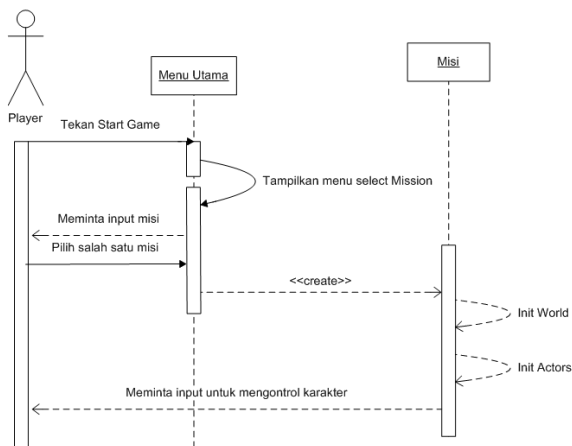 Menu Utama
Misi
Player
Tekan Start Game
Tampilkan menu select Mission
Meminta input misi
Pilih salah satu misi
<<create>>
Init World
Init Actors
Meminta input untuk mengontrol karakter